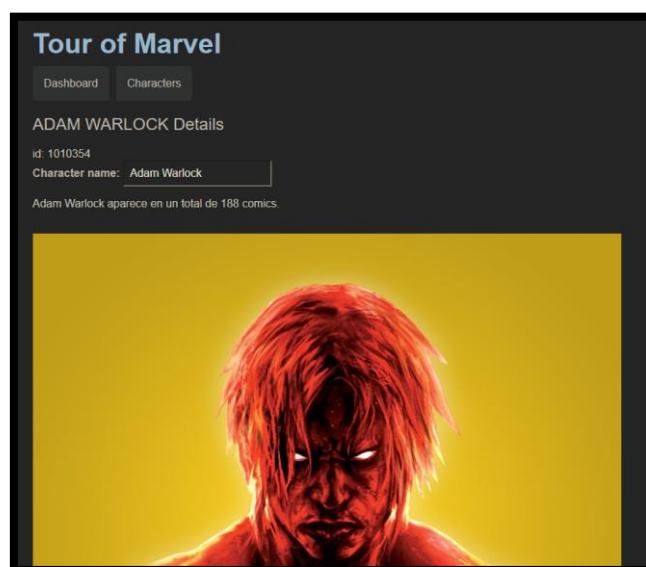 Tour of Marvel
Dashboard Characters
ADAM WARLOCK Details
id: 1010354
Character name: Adam Warlock
Adam Warlock aparece en un total de 188 comics.